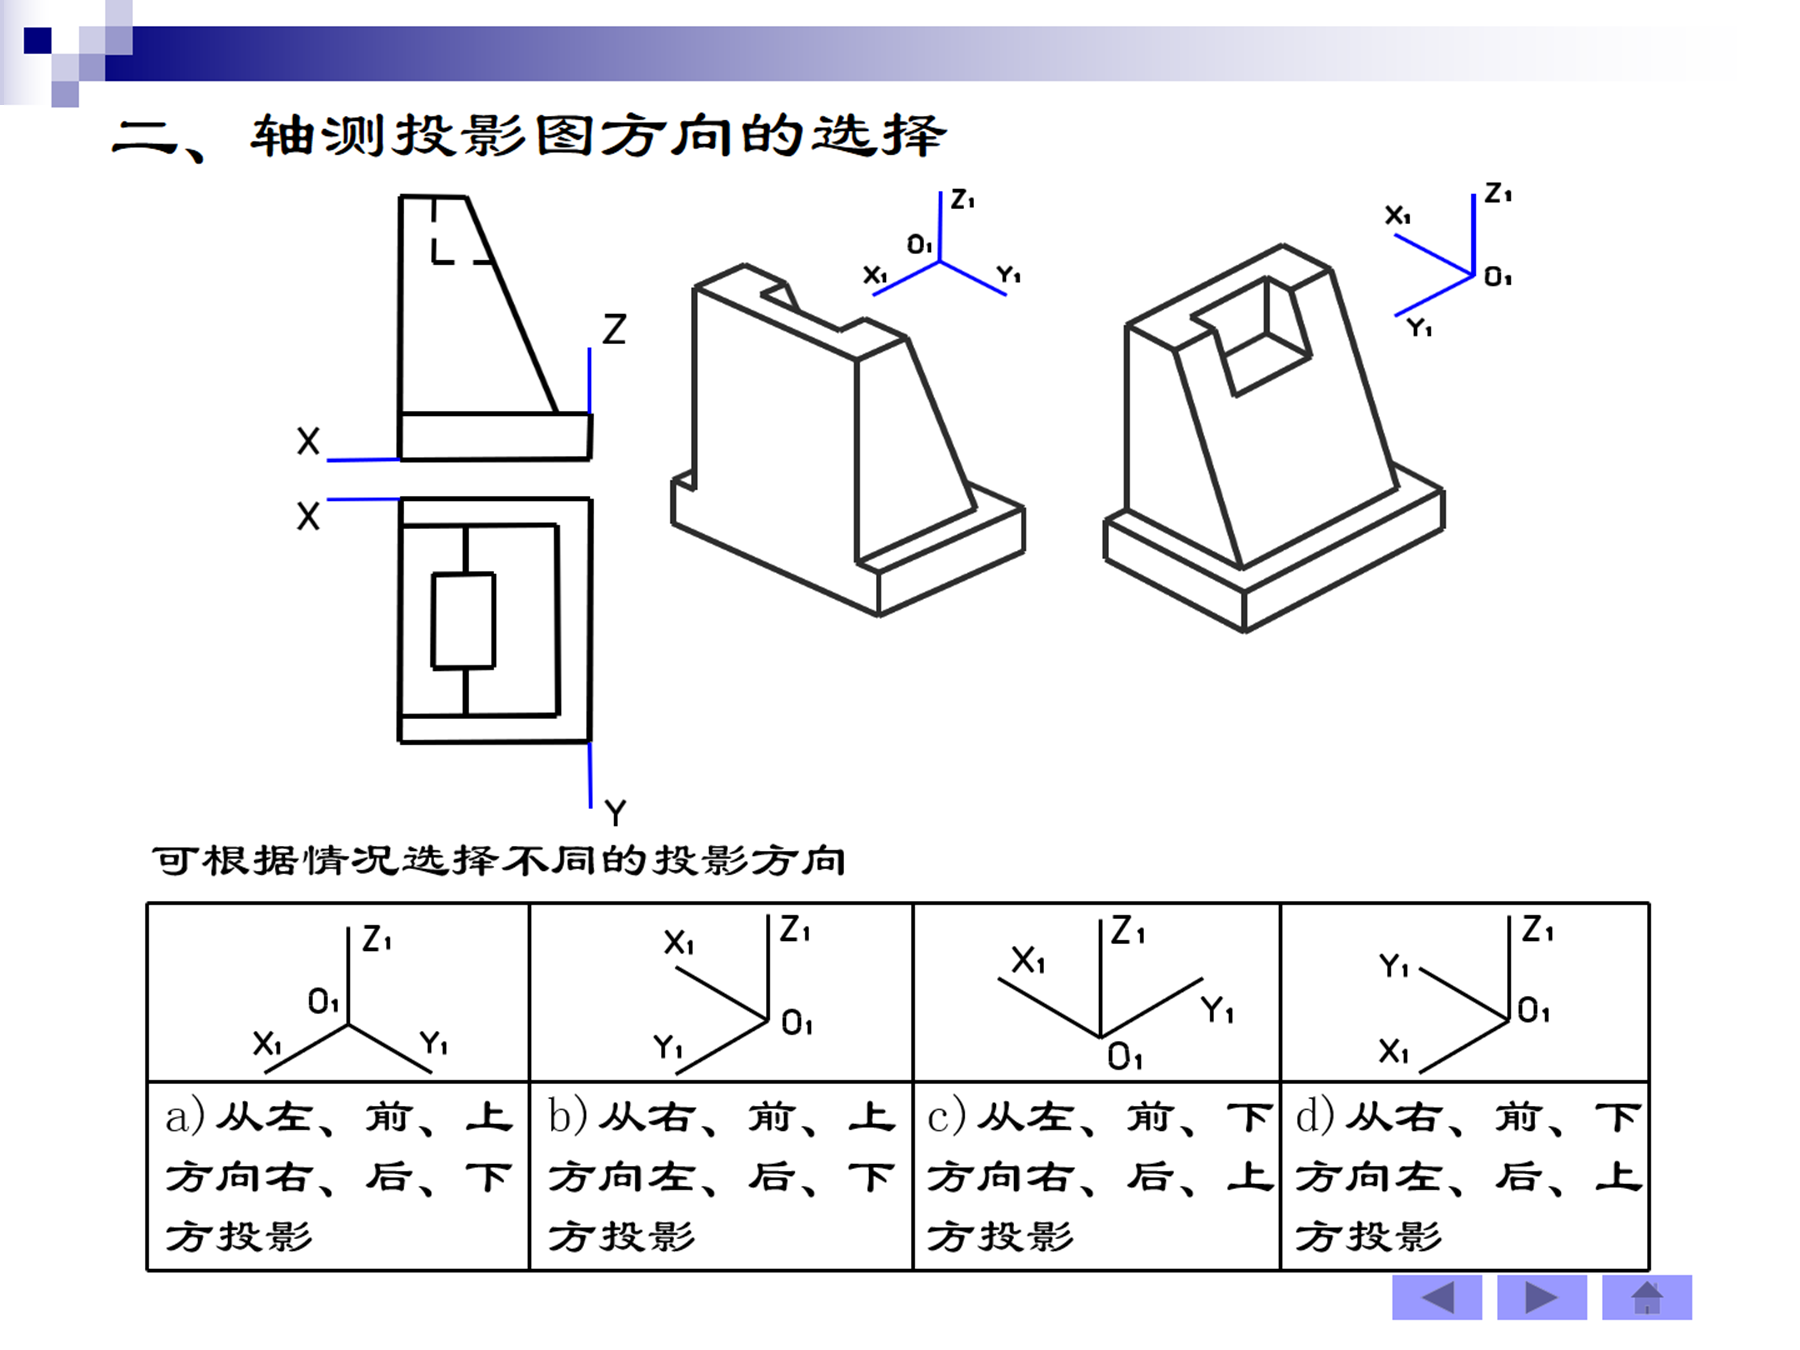 二、轴测投影图方向的选择
Z
X
X
Y
Z₁
O₁
X₁
Y₁
Z₁
X₁
O₁
Y₁
可根据情况选择不同的投影方向
Z₁
O₁
X₁
Y₁
a)从左、前、上
方向右、后、下
方投影
Z₁
X₁
O₁
Y₁
b)从右、前、上
方向左、后、下
方投影
Z₁
X₁
Y₁
O₁
c)从左、前、下
方向右、后、上
方投影
Z₁
Y₁
O₁
X₁
d)从右、前、下
方向左、后、上
方投影